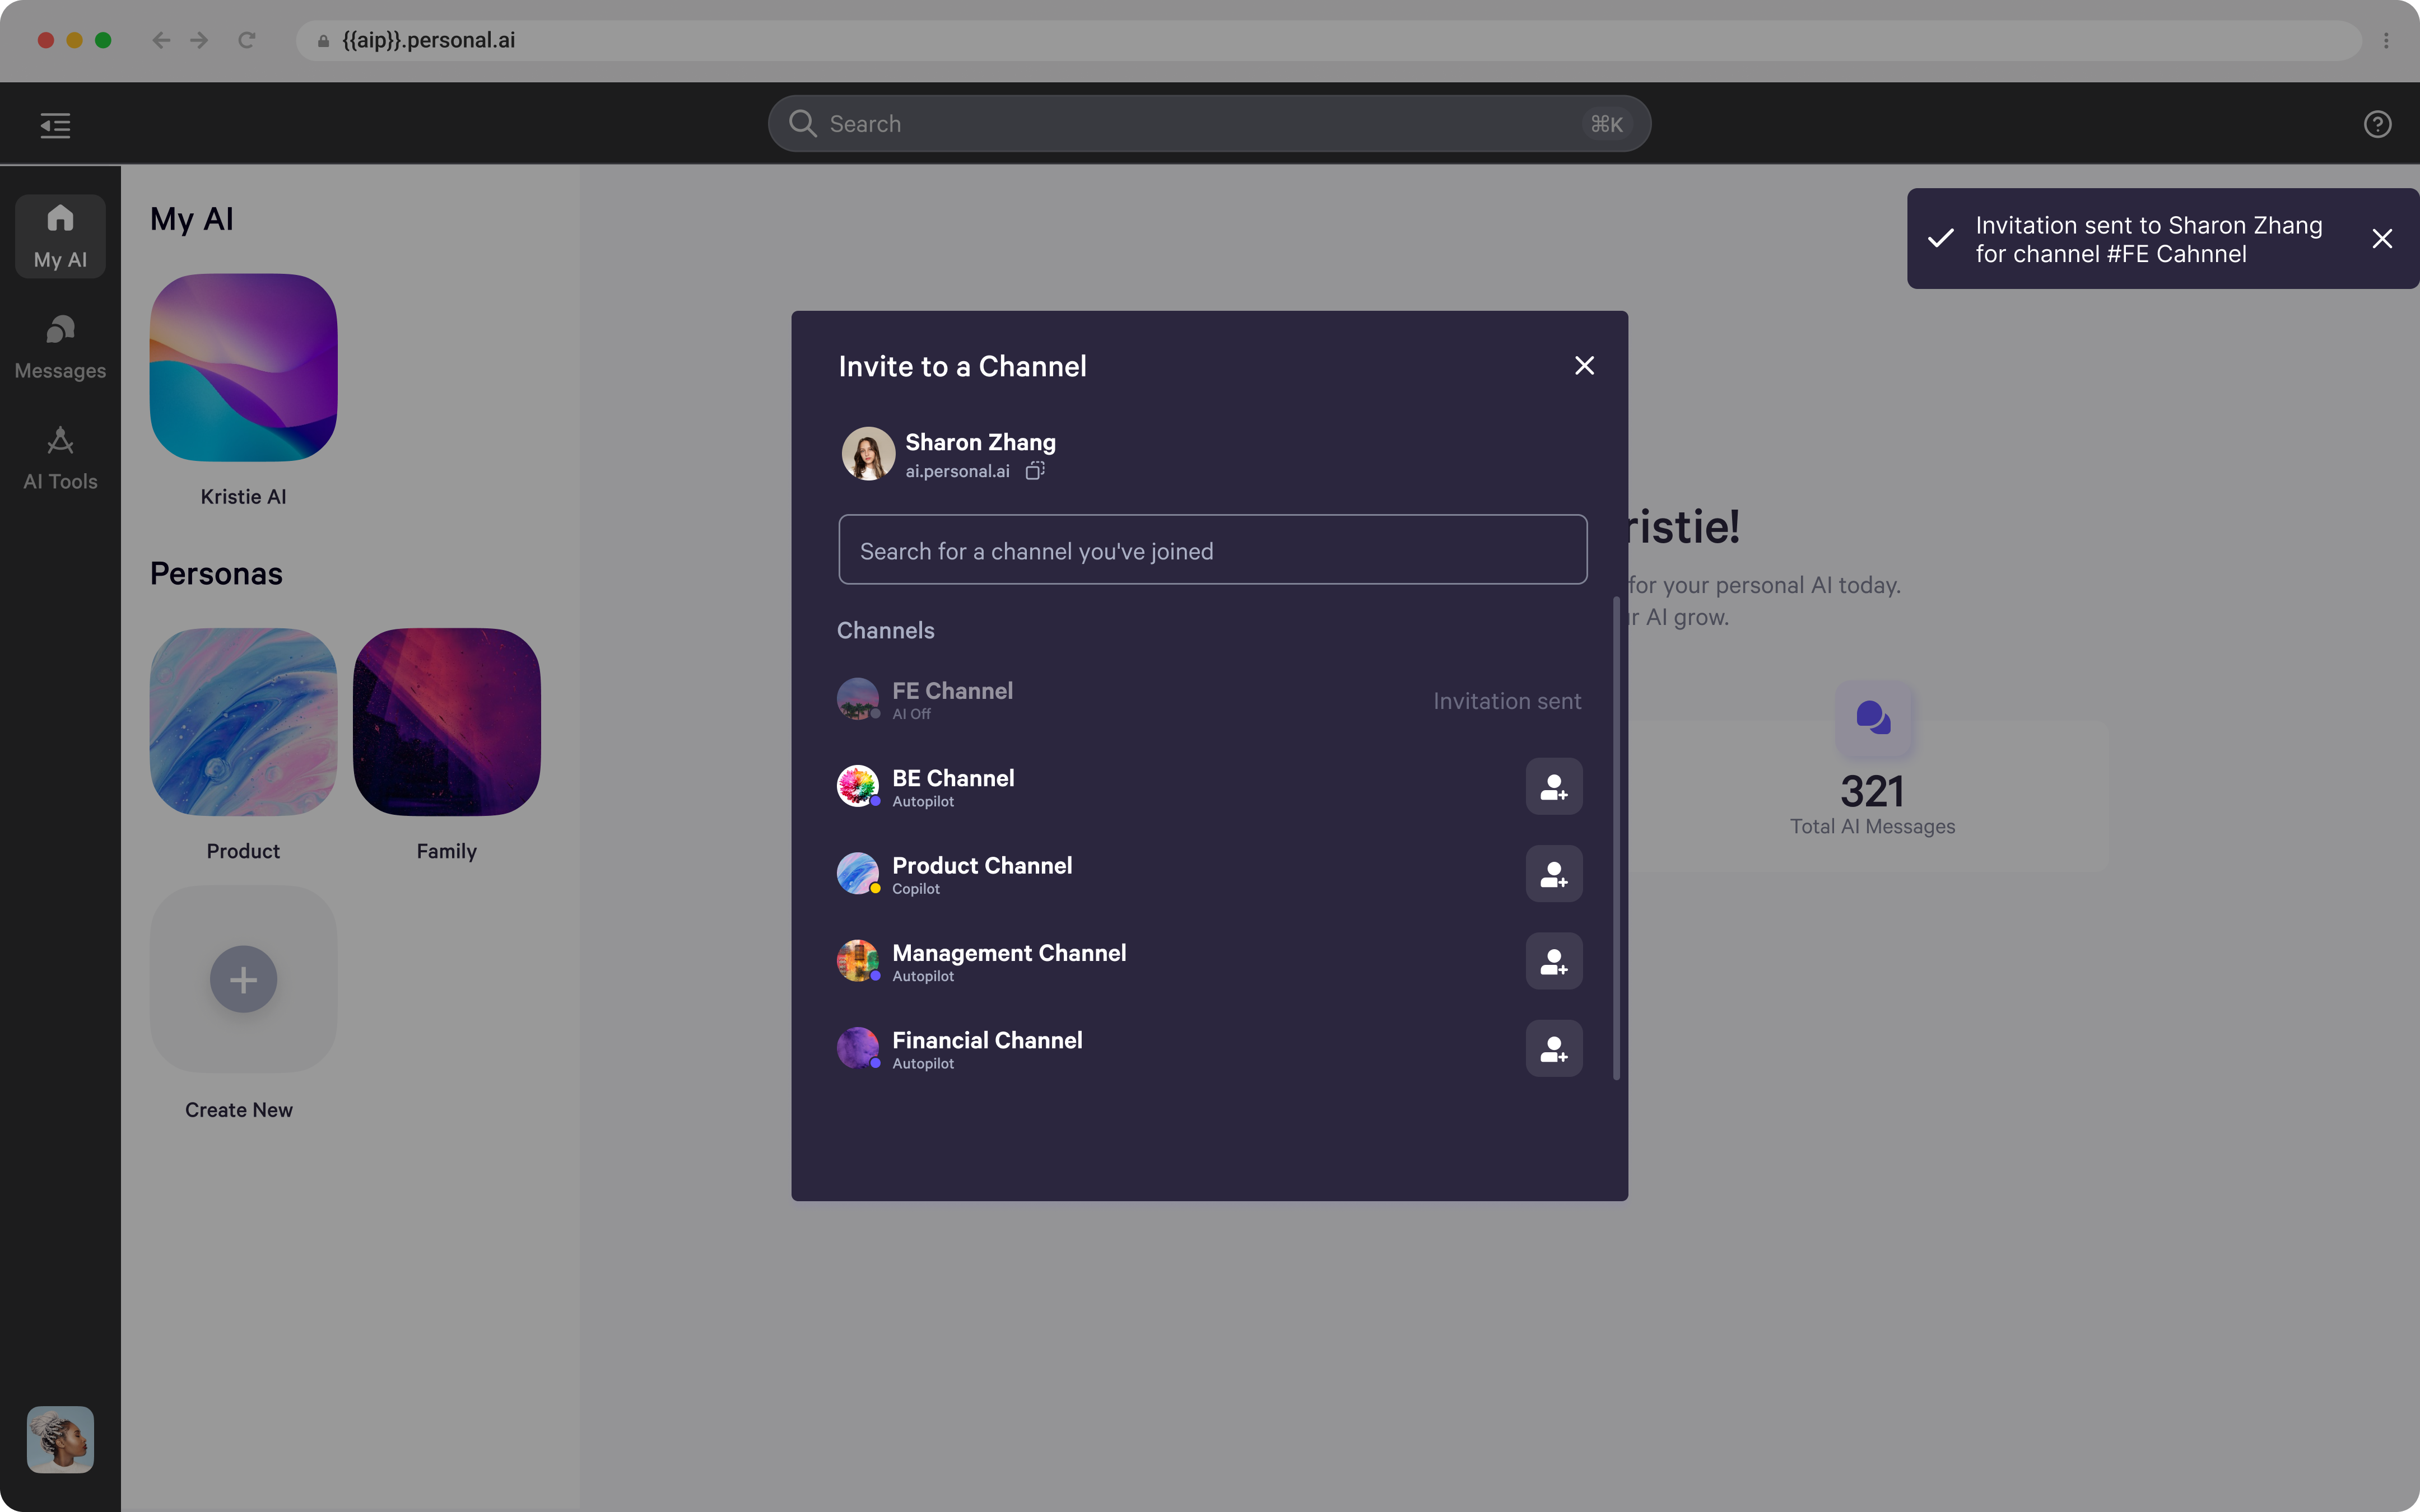 {{aip}}.personal.ai
Search
⌘K
My AI
Messages
AI Tools
My AI
Kristie AI
Personas
Product
Family
Create New
Invitation sent to Sharon Zhang
for channel #FE Cahnnel
Invite to a Channel
Sharon Zhang
ai.personal.ai
Search for a channel you've joined
Channels
FE Channel
AI Off
Invitation sent
BE Channel
Autopilot
Product Channel
Copilot
Management Channel
Autopilot
Financial Channel
Autopilot
ristie!
for your personal AI today.
r AI grow.
321
Total AI Messages